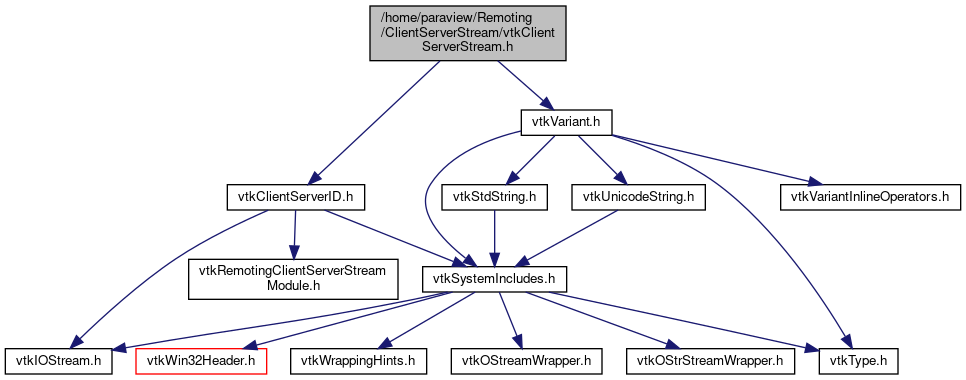 /home/paraview/Remoting
/ClientServerStream/vtkClient
ServerStream.h
vtkVariant.h
vtkClientServerID.h
vtkStdString.h
vtkUnicodeString.h
vtkVariantInlineOperators.h
vtkRemotingClientServerStream
Module.h
vtkSystemIncludes.h
vtkIOStream.h
vtkWin32Header.h
vtkWrappingHints.h
vtkOStreamWrapper.h
vtkOStrStreamWrapper.h
vtkType.h